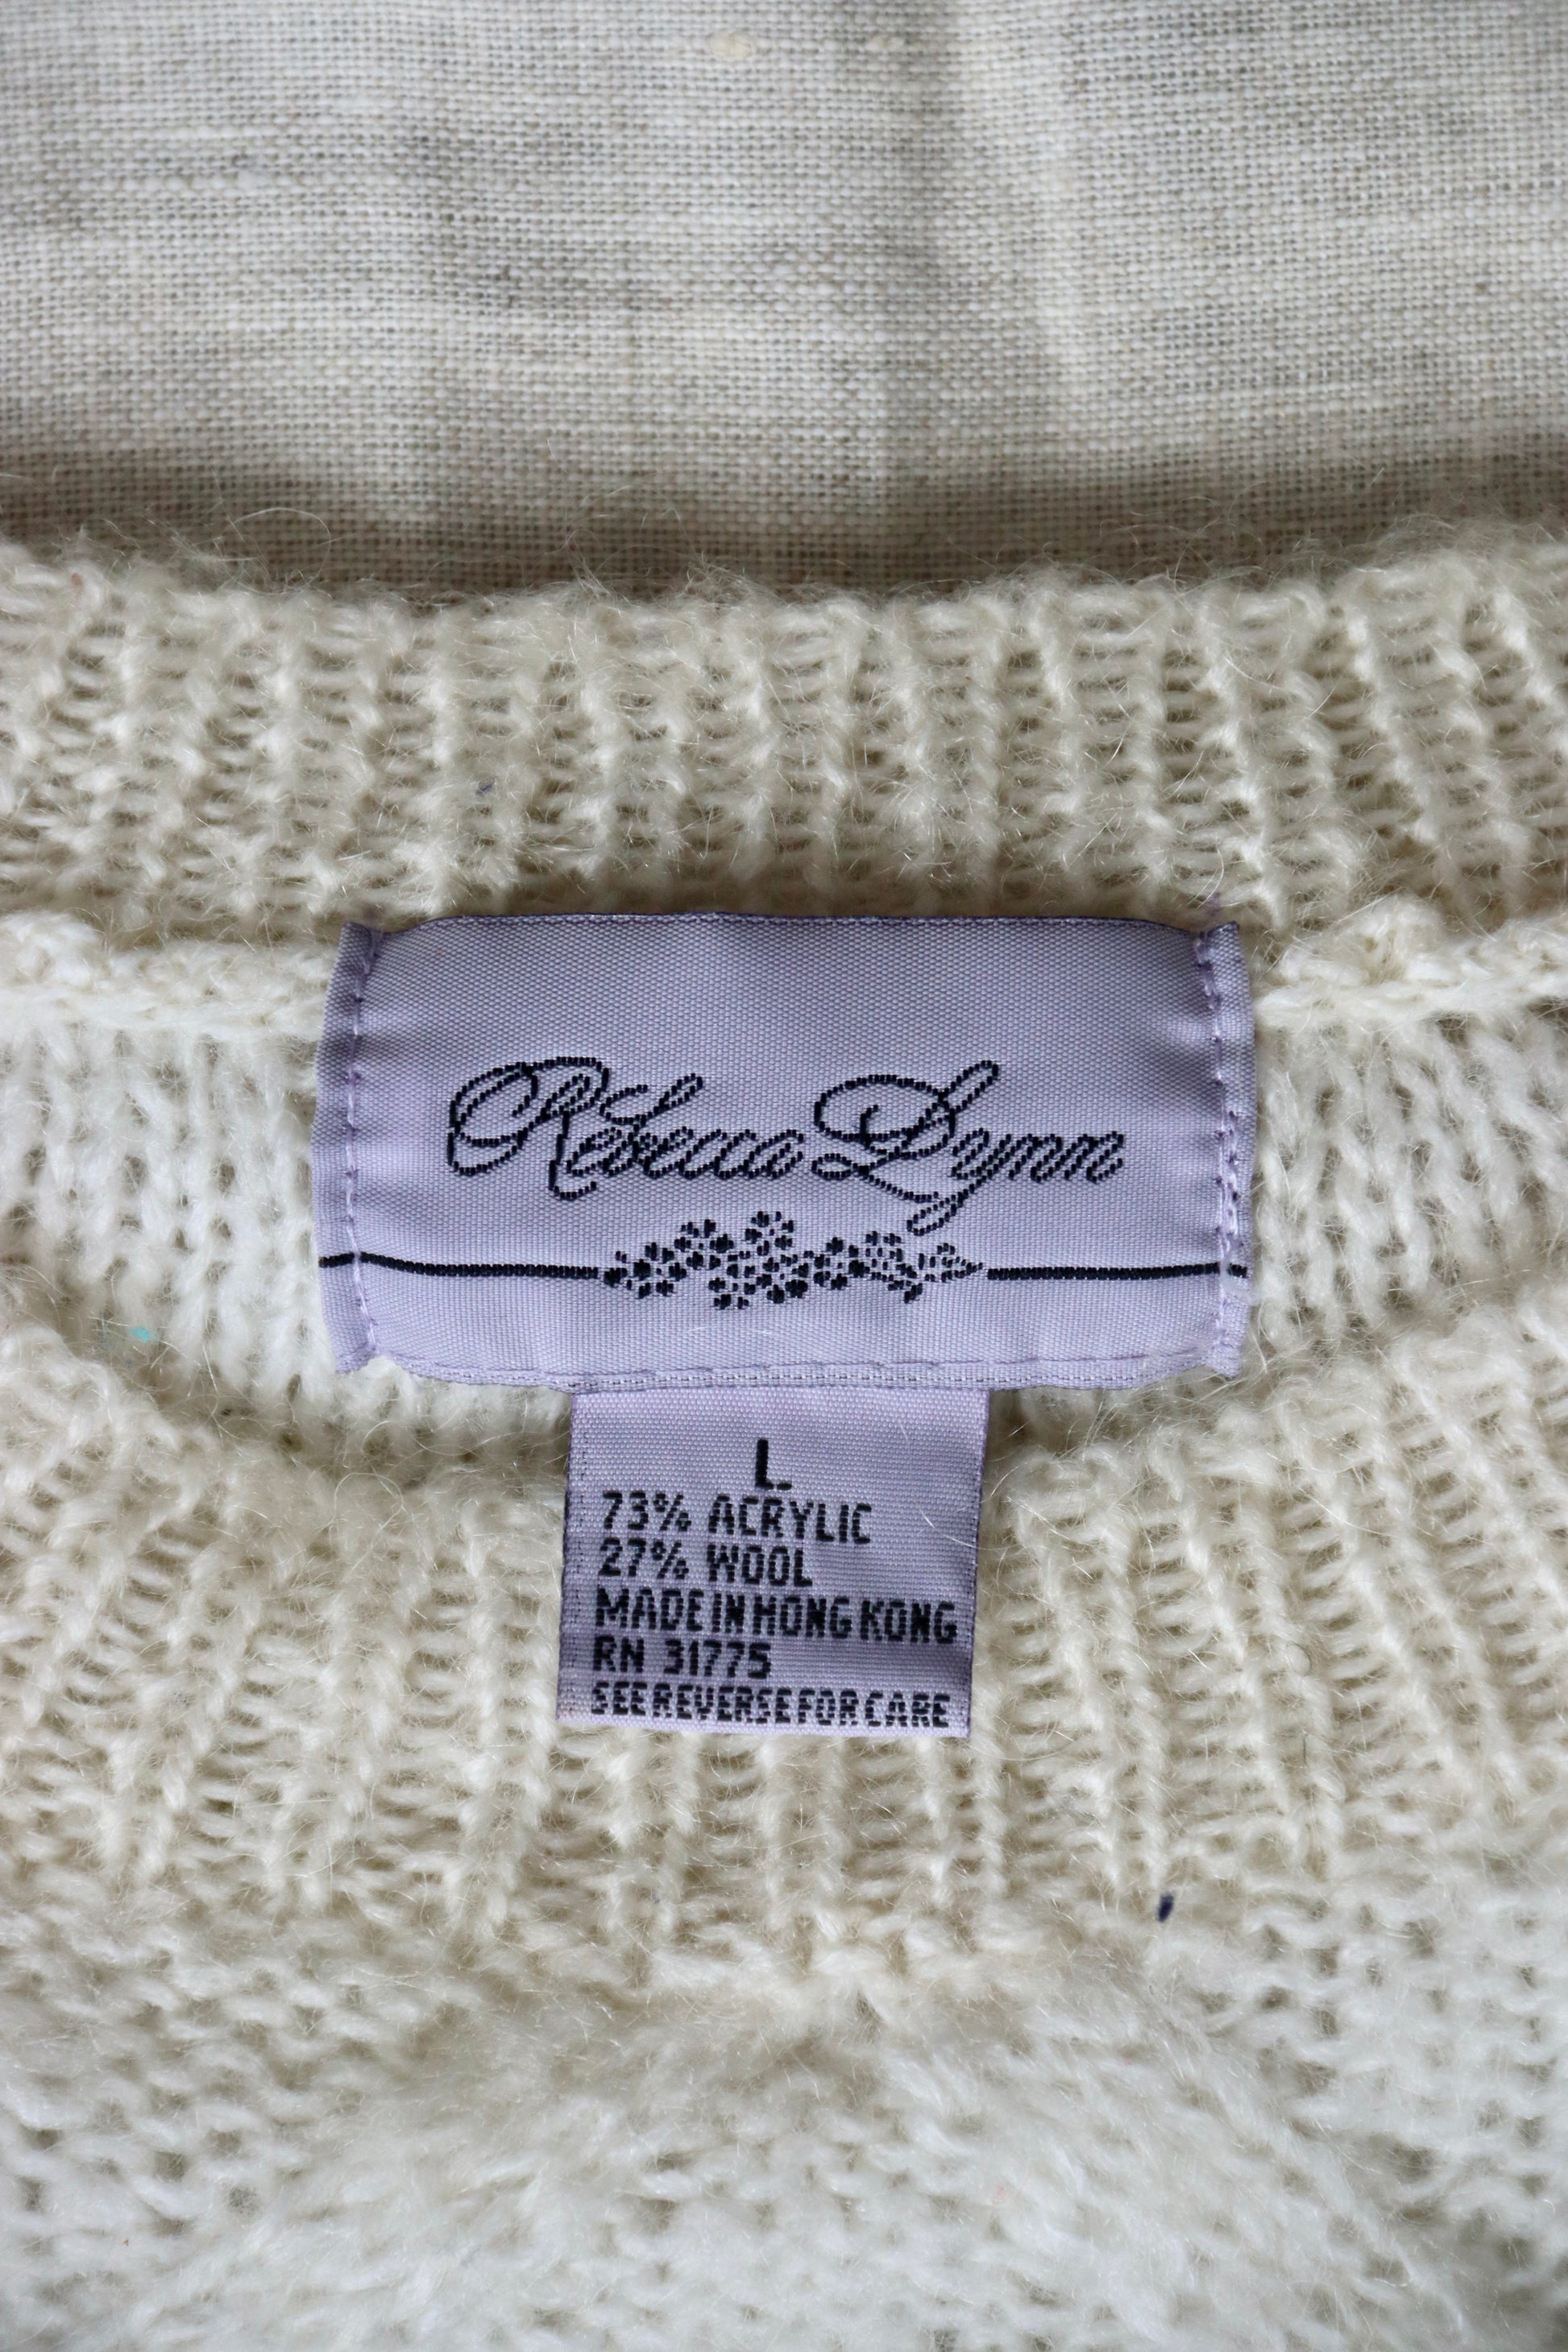 Rebecca Lynn
L
73% ACRYLIC
27% WOOL
MADE IN HONG KONG
RN 31775
SEE REVERSE FOR CARE